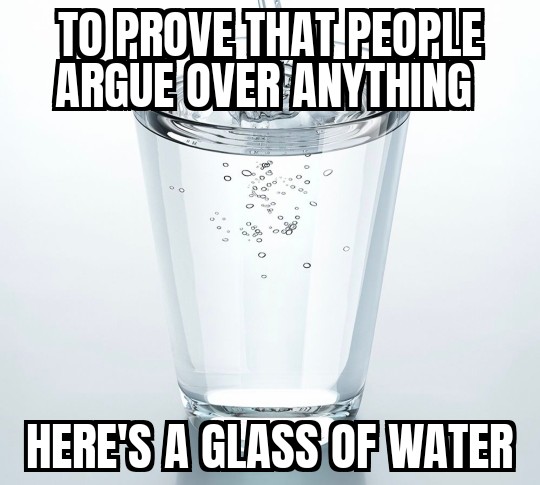 TO PROVE THAT PEOPLE
ARGUE OVER ANYTHING
HERE'S A GLASS OF WATER